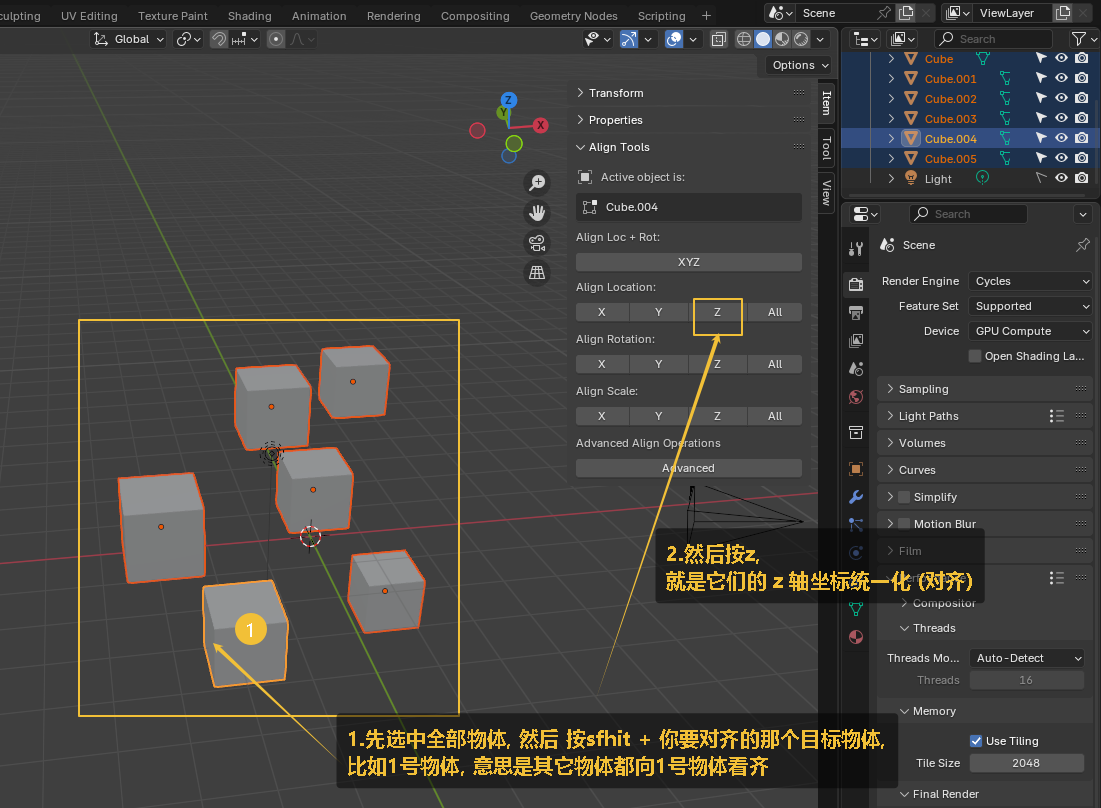 culpting UV Editing Texture Paint Shading Animation Rendering Compositing Geometry Nodes Scripting + Scene ViewLayer
Global
Options
Search
Z
Y
X
Transform
Properties
Align Tools
Active object is:
Cube.004
Align Loc + Rot:
XYZ
Align Location:
X Y Z All
Align Rotation:
X Y Z All
Align Scale:
X Y Z All
Advanced Align Operations
Advanced
Item
Tool
View
Cube
Cube.001
Cube.002
Cube.003
Cube.004
Cube.005
Light
Search
Scene
Render Engine Cycles
Feature Set Supported
Device GPU Compute
Open Shading La...
Sampling
Light Paths
Volumes
Curves
Simplify
Motion Blur
Film
Compositor
Threads
Threads Mo... Auto-Detect
Threads 16
Memory
Use Tiling
Tile Size 2048
Final Render
2.然后按z,
就是它们的 z 轴坐标统一化 (对齐)
1
1.先选中全部物体, 然后 按sfhit + 你要对齐的那个目标物体,
比如1号物体, 意思是其它物体都向1号物体看齐